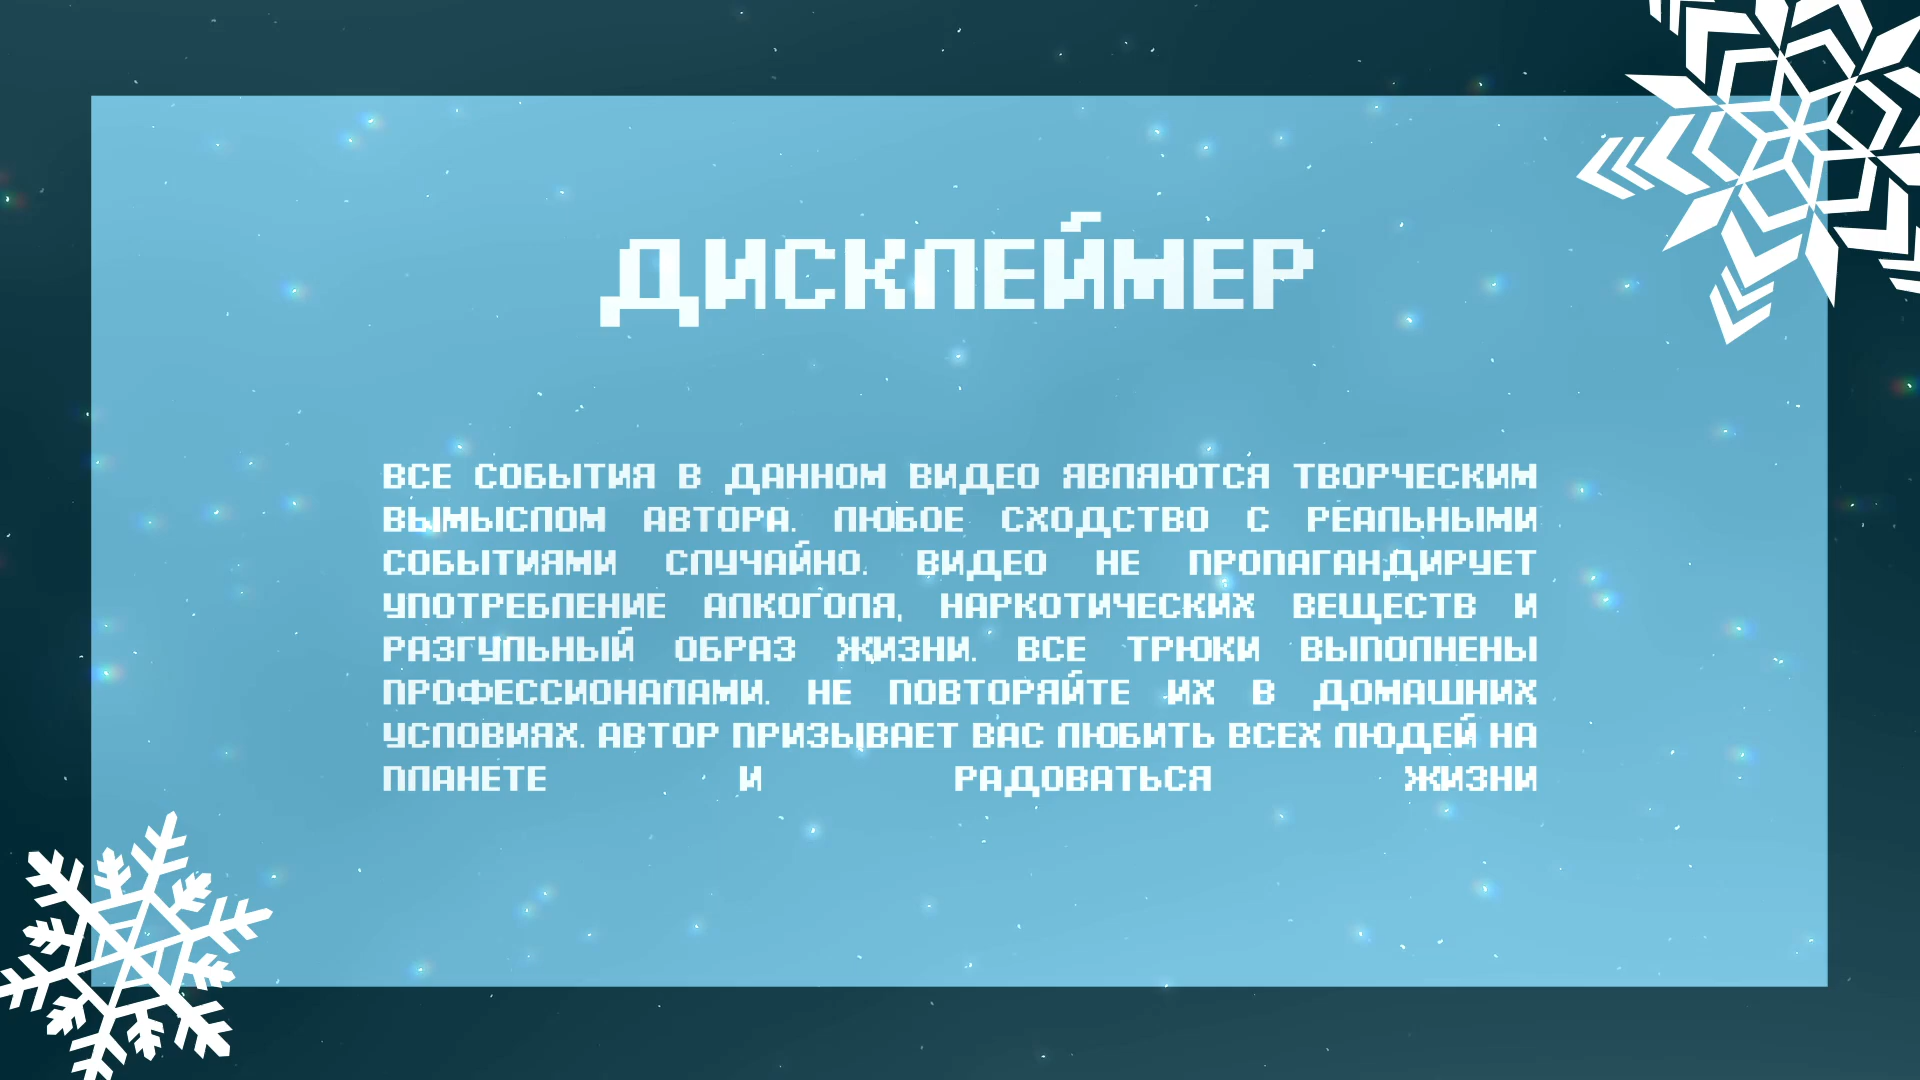 ДИСКЛЕЙМЕР
ВСЕ СОБЫТИЯ В ДАННОМ ВИДЕО ЯВЛЯЮТСЯ ТВОРЧЕСКИМ
ВЫМЫСЛОМ АВТОРА. ЛЮБОЕ СХОДСТВО С РЕАЛЬНЫМИ
СОБЫТИЯМИ СЛУЧАЙНО. ВИДЕО НЕ ПРОПАГАНДИРУЕТ
УПОТРЕБЛЕНИЕ АЛКОГОЛЯ, НАРКОТИЧЕСКИХ ВЕЩЕСТВ И
РАЗГУЛЬНЫЙ ОБРАЗ ЖИЗНИ. ВСЕ ТРЮКИ ВЫПОЛНЕНЫ
ПРОФЕССИОНАЛАМИ. НЕ ПОВТОРЯЙТЕ ИХ В ДОМАШНИХ
УСЛОВИЯХ. АВТОР ПРИЗЫВАЕТ ВАС ЛЮБИТЬ ВСЕХ ЛЮДЕЙ НА
ПЛАНЕТЕ И РАДОВАТЬСЯ ЖИЗНИ